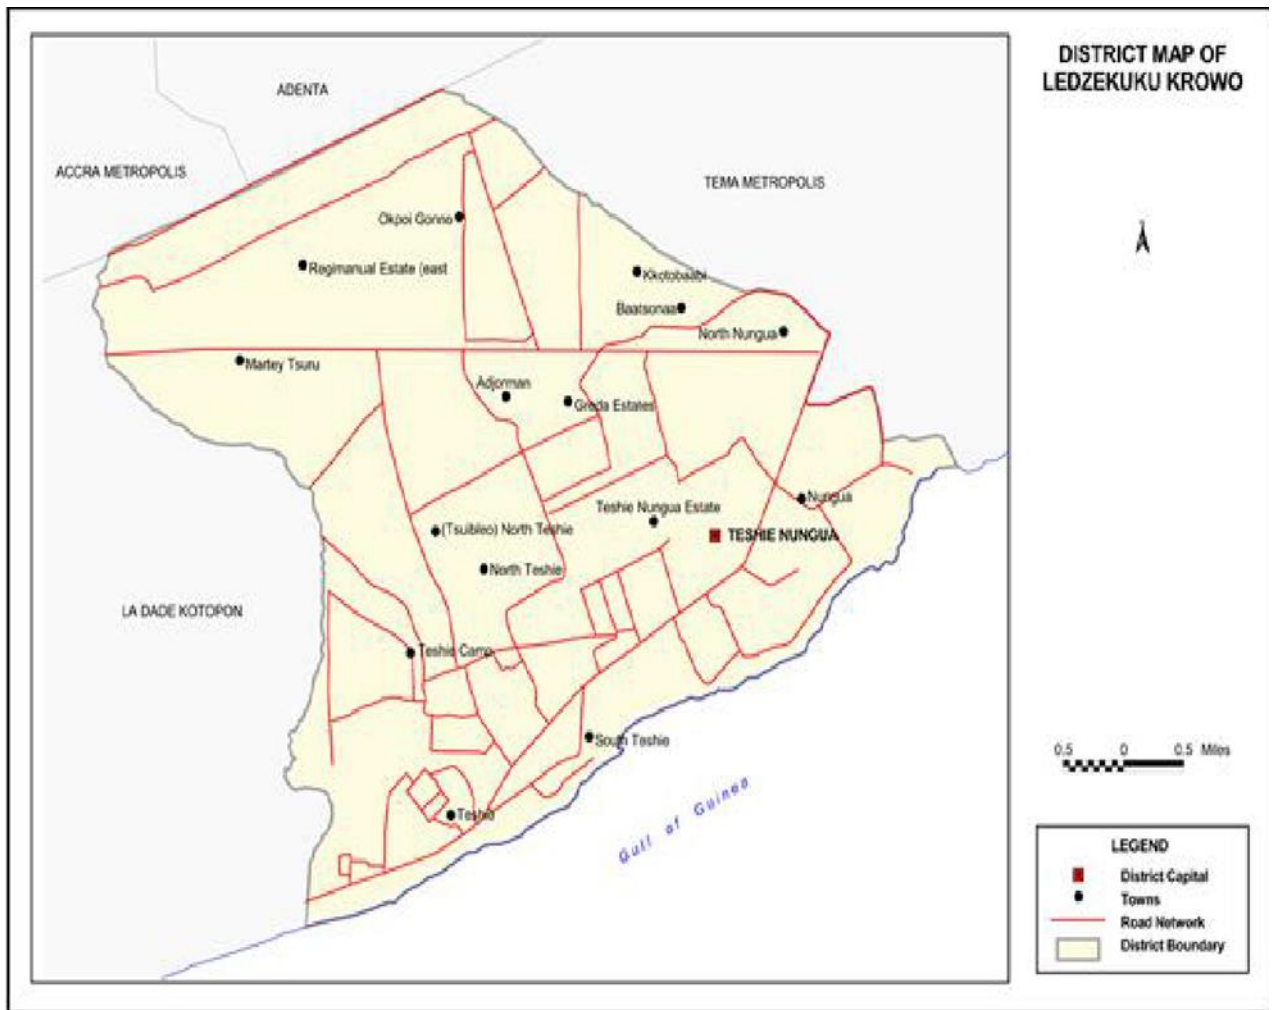 DISTRICT MAP OF
LEDZEKUKU KROWO
ADENTA
ACCRA METROPOLIS
TEMA METROPOLIS
Okpoi Gonno
Regimanual Estate (east
Kkotobaabi
Baatsonaa
North Nungua
Martey Tsuru
Adjorman
Greda Estates
Nungua
Teshie Nungua Estate
(Tsuibleo) North Teshie
TESHIE NUNGUA
North Teshie
LA DADE KOTOPON
Teshie Camp
South Teshie
Teshie
Gulf of Guinea
0.5 0 0.5 Miles
LEGEND
District Capital
Towns
Road Network
District Boundary